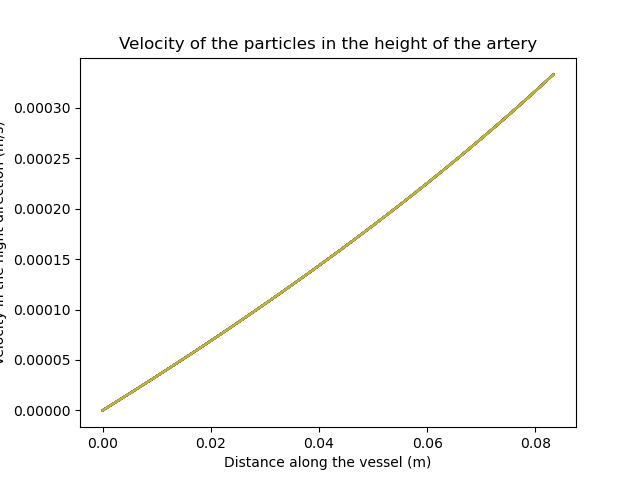 Velocity of the particles in the height of the artery
0.00030
0.00025
0.00020
0.00015
0.00010
0.00005
0.00000
Velocity in the hight direction (m/s)
0.00 0.02 0.04 0.06 0.08
Distance along the vessel (m)